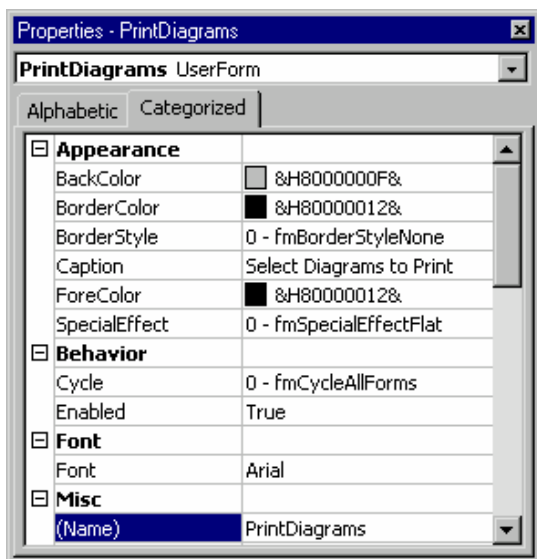 Properties - PrintDiagrams
PrintDiagrams UserForm
Alphabetic Categorized
Appearance
BackColor &H8000000F&
BorderColor &H80000012&
BorderStyle 0 - fmBorderStyleNone
Caption Select Diagrams to Print
ForeColor &H80000012&
SpecialEffect 0 - fmSpecialEffectFlat
Behavior
Cycle 0 - fmCycleAllForms
Enabled True
Font
Font Arial
Misc
(Name) PrintDiagrams